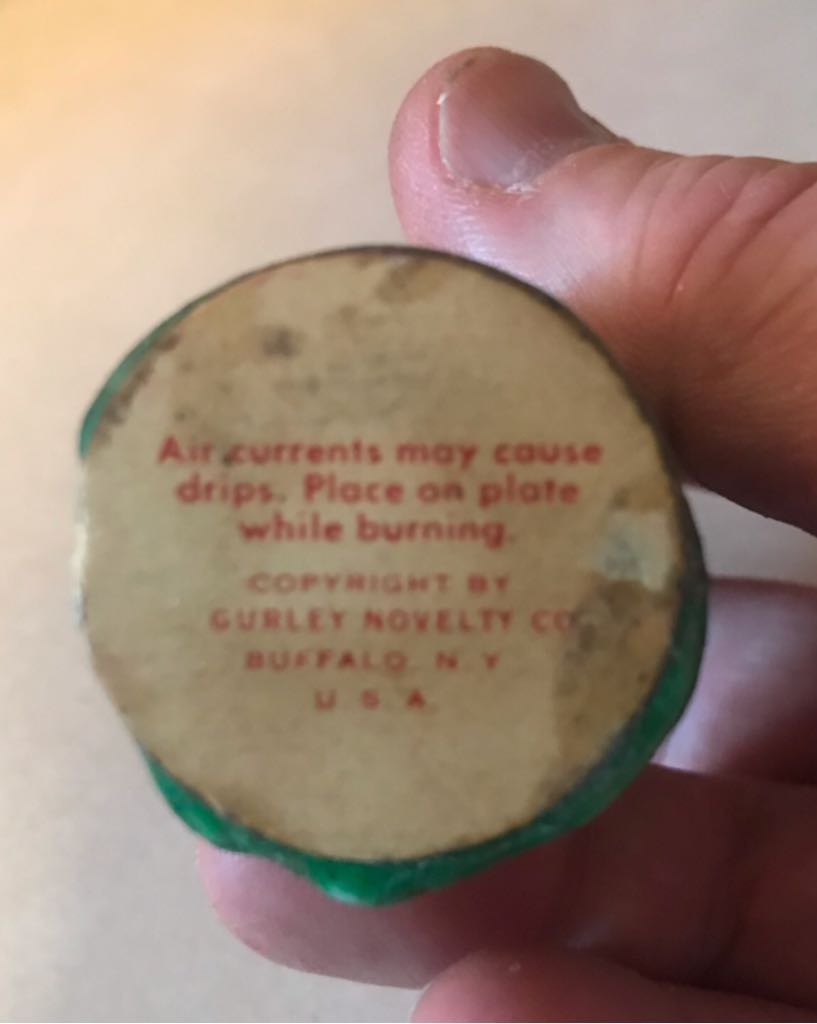 Air currents may cause
drips. Place on plate
while burning.
COPYRIGHT BY
GURLEY NOVELTY CO
BUFFALO, N. Y
U. S. A.